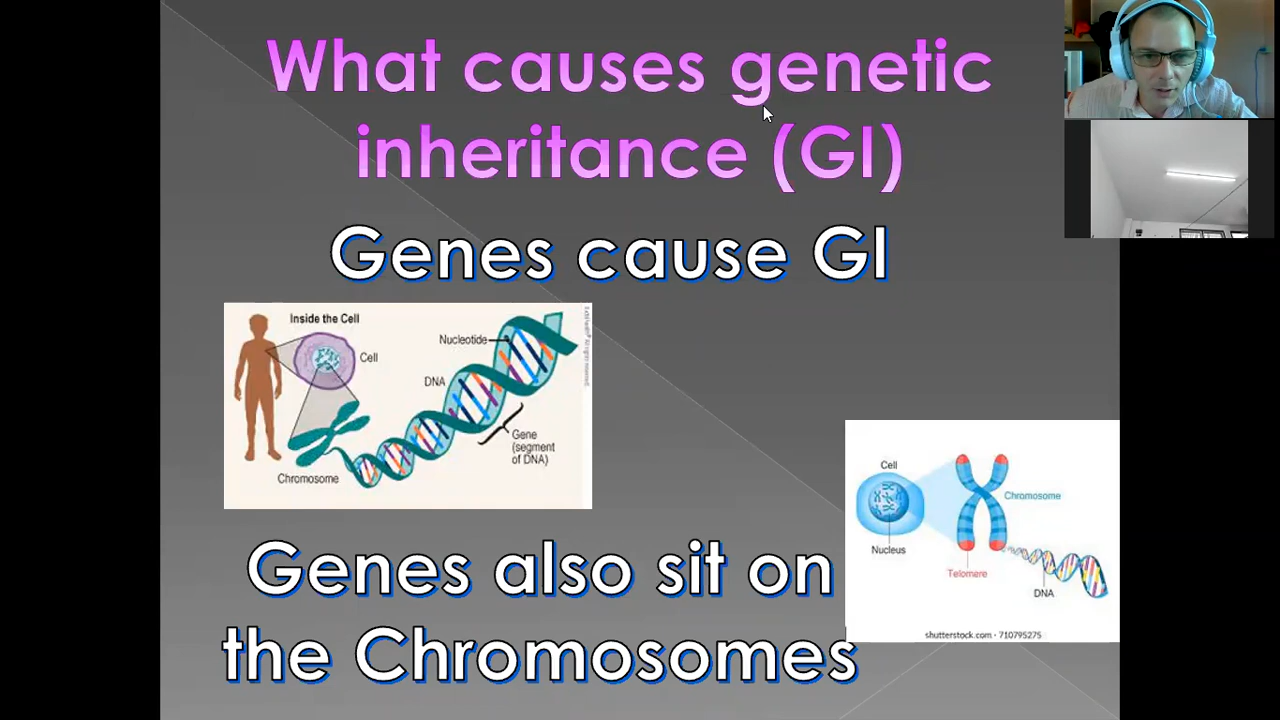 What causes genetic
inheritance (GI)
Genes cause GI
Inside the Cell
Nucleotide
Cell
DNA
Gene
(segment
of DNA)
Chromosome
Cell
Chromosome
Nucleus
Telomere
DNA
shutterstock.com · 710795275
Genes also sit on
the Chromosomes